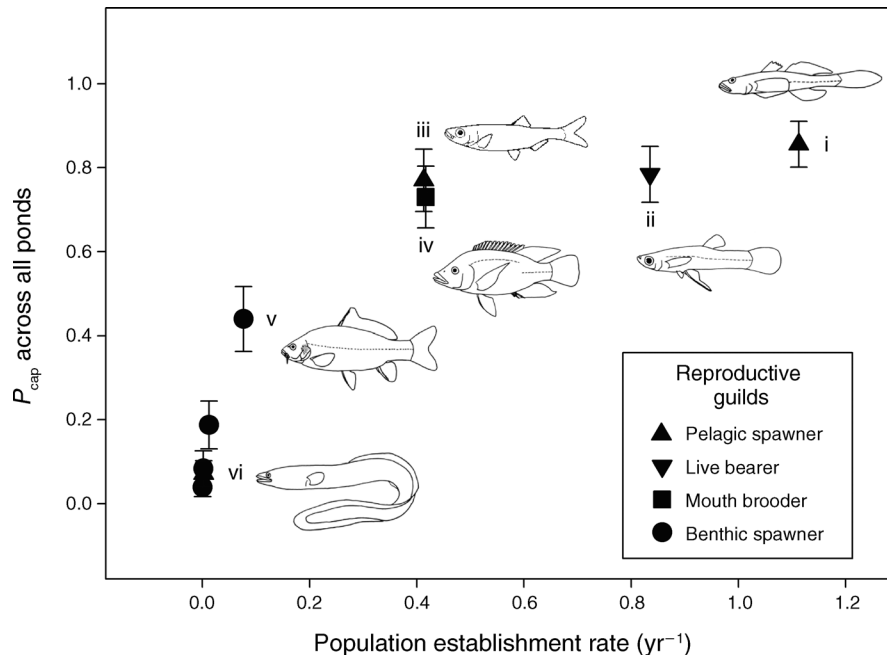 1.0
0.8
0.6
0.4
0.2
0.0
P_cap across all ponds
iii
iv
i
ii
v
vi
Reproductive
guilds
Pelagic spawner
Live bearer
Mouth brooder
Benthic spawner
0.0 0.2 0.4 0.6 0.8 1.0 1.2
Population establishment rate (yr⁻¹)